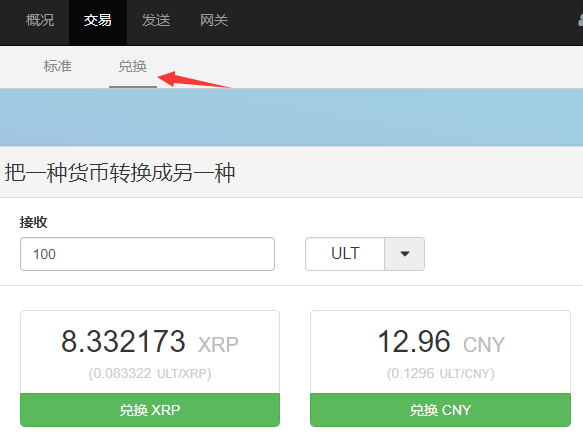 概况 交易 发送 网关
标准 兑换
把一种货币转换成另一种
接收
100 ULT
8.332173 XRP 12.96 CNY
(0.083322 ULT/XRP) (0.1296 ULT/CNY)
兑换 XRP 兑换 CNY